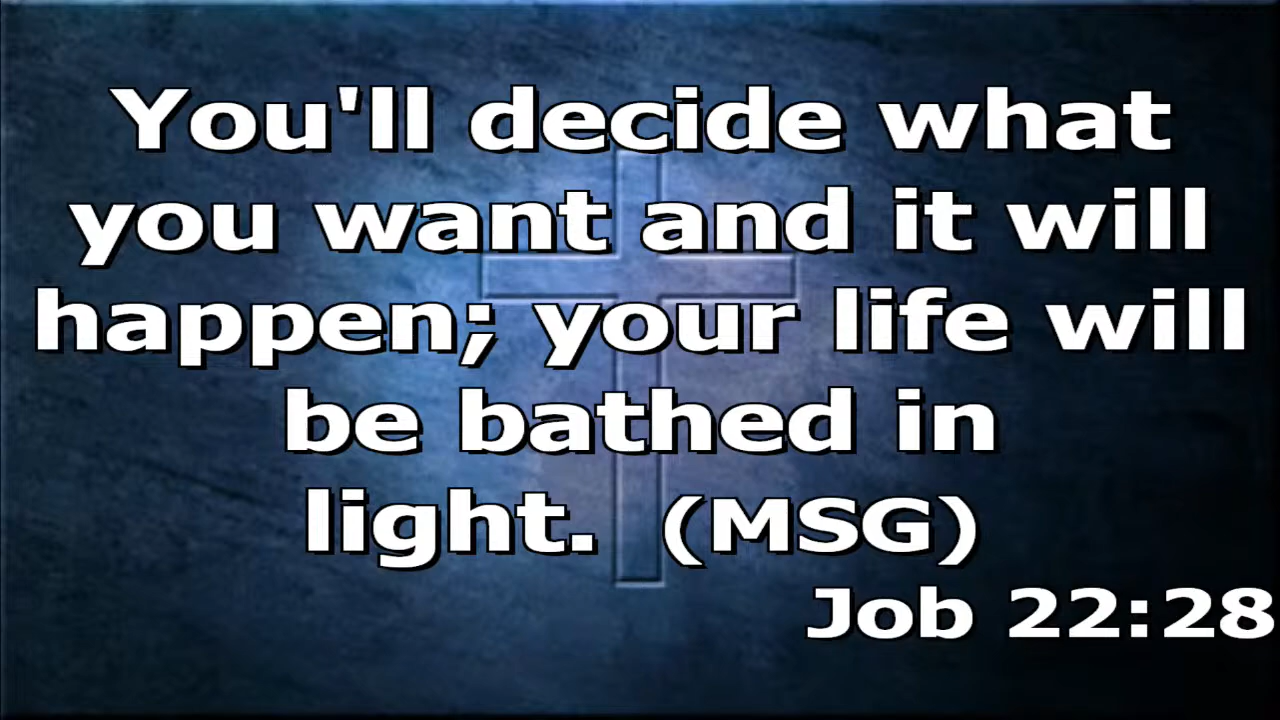 You'll decide what
you want and it will
happen; your life will
be bathed in
light. (MSG)
Job 22:28